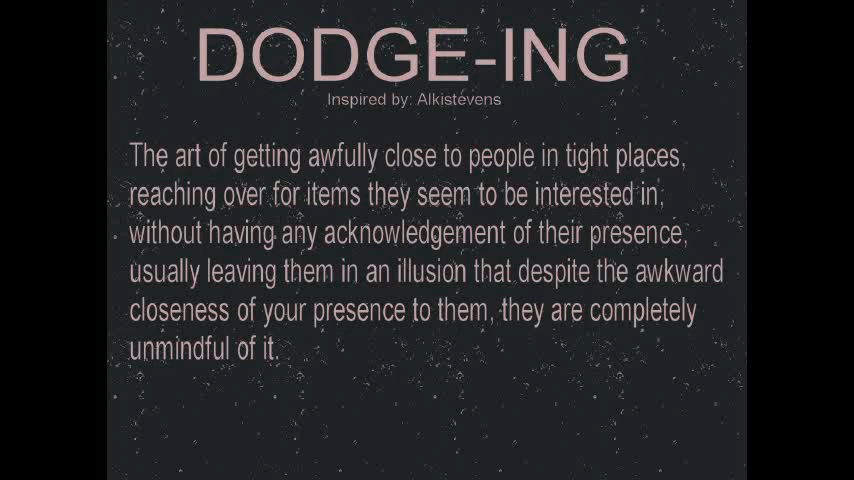 DODGE-ING
Inspired by: Alkistevens
The art of getting awfully close to people in tight places,
reaching over for items they seem to be interested in,
without having any acknowledgement of their presence,
usually leaving them in an illusion that despite the awkward
closeness of your presence to them, they are completely
unmindful of it.